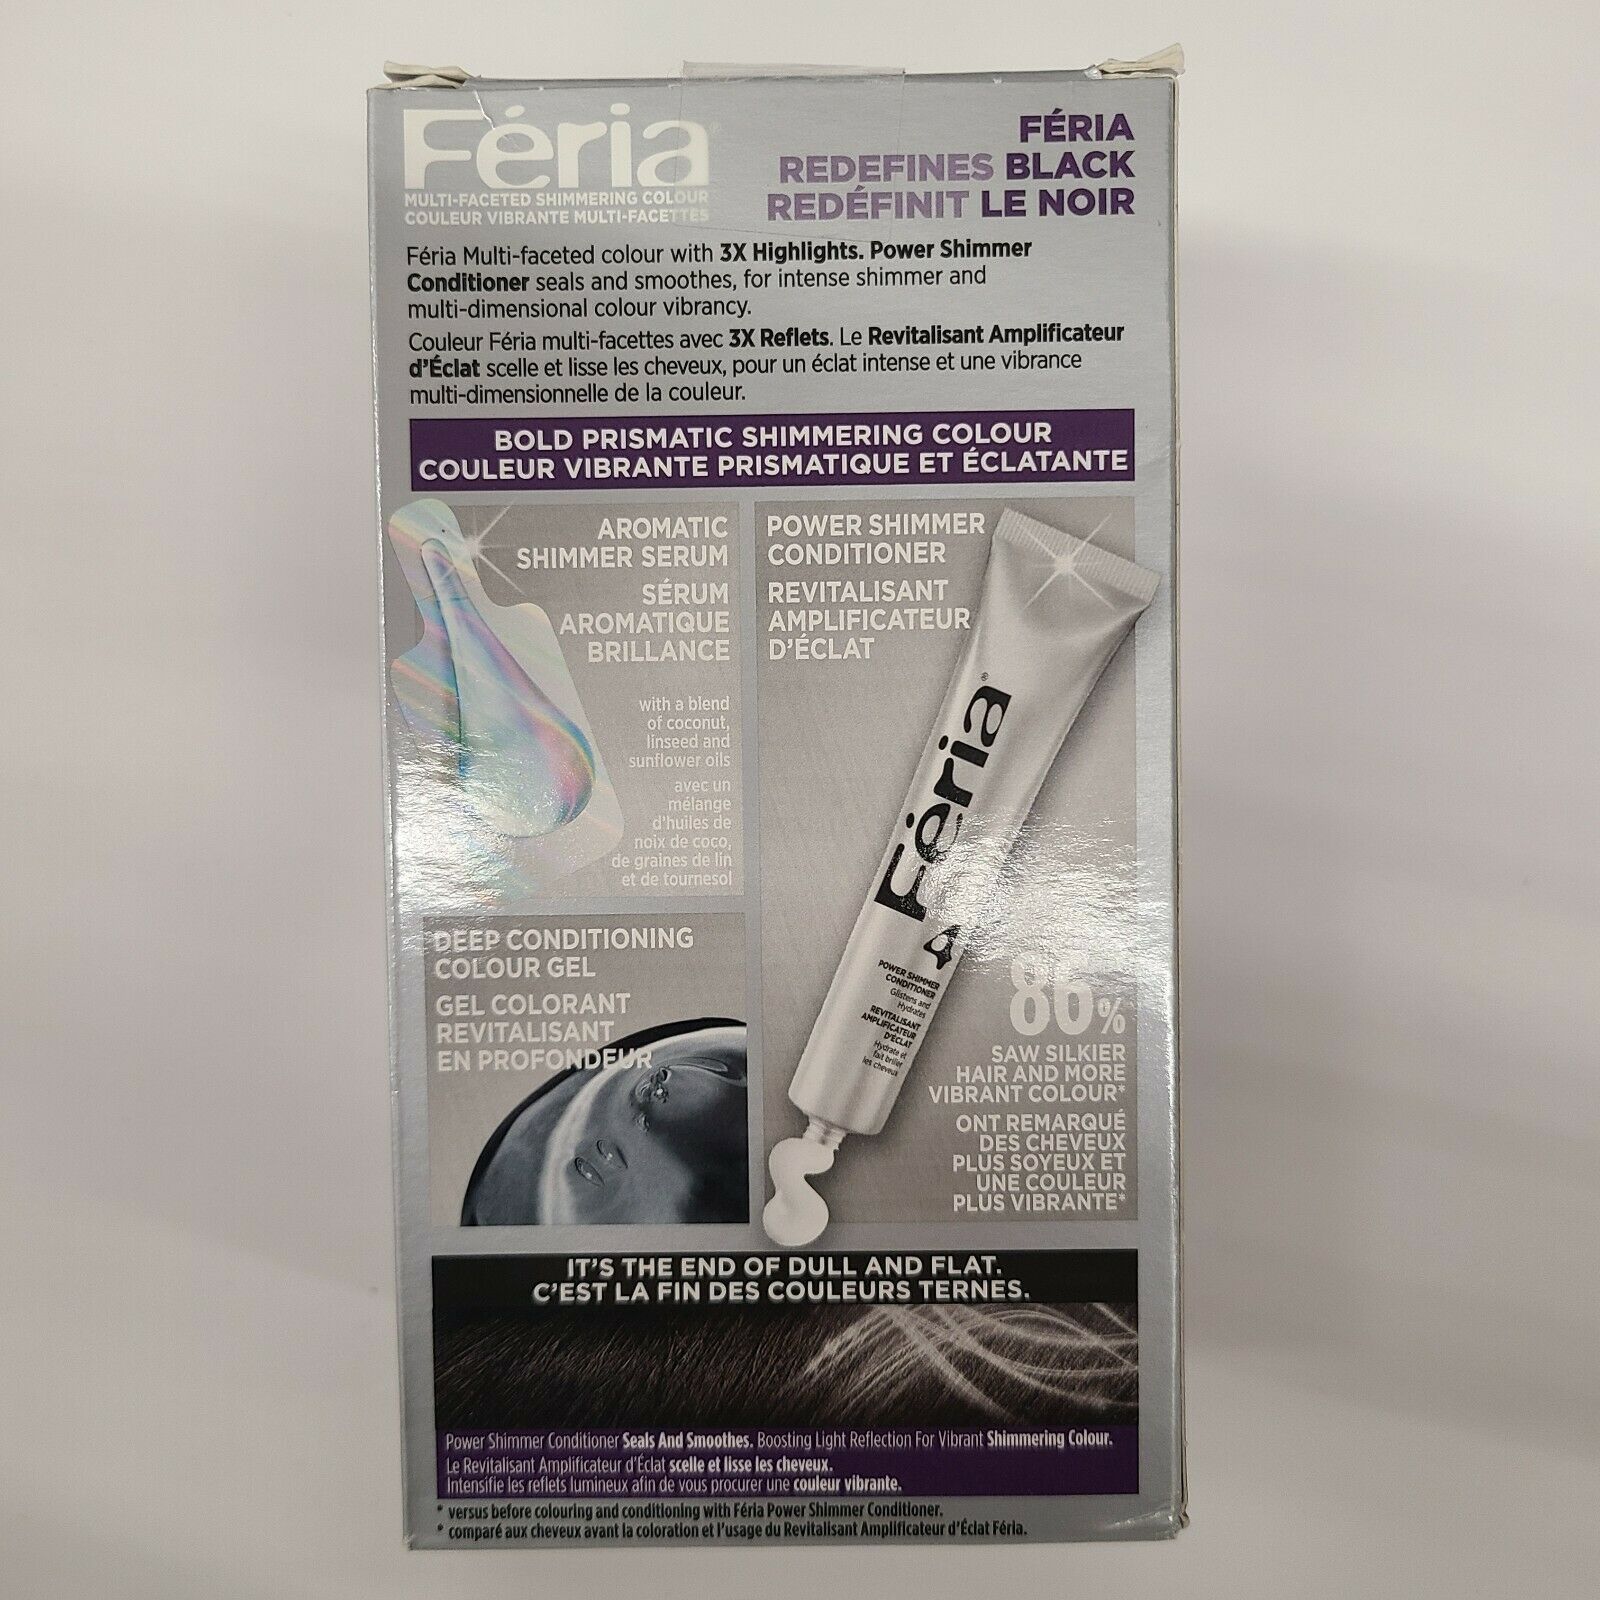 Féria®
MULTI-FACETED SHIMMERING COLOUR
COULEUR VIBRANTE MULTI-FACETTES
FÉRIA
REDEFINES BLACK
REDÉFINIT LE NOIR
Féria Multi-faceted colour with 3X Highlights. Power Shimmer
Conditioner seals and smoothes, for intense shimmer and
multi-dimensional colour vibrancy.
Couleur Féria multi-facettes avec 3X Reflets. Le Revitalisant Amplificateur
d'Éclat scelle et lisse les cheveux, pour un éclat intense et une vibrance
multi-dimensionnelle de la couleur.
BOLD PRISMATIC SHIMMERING COLOUR
COULEUR VIBRANTE PRISMATIQUE ET ÉCLATANTE
AROMATIC
SHIMMER SERUM
SÉRUM
AROMATIQUE
BRILLANCE
with a blend
of coconut,
linseed and
sunflower oils
avec un
mélange
d'huiles de
noix de coco,
de graines de lin
et de tournesol
POWER SHIMMER
CONDITIONER
REVITALISANT
AMPLIFICATEUR
D'ÉCLAT
Féria®
4
POWER SHIMMER
CONDITIONER
Glistens and
Hydrates
REVITALISANT
AMPLIFICATEUR
D'ÉCLAT
Hydrate et
fait briller
les cheveux
DEEP CONDITIONING
COLOUR GEL
GEL COLORANT
REVITALISANT
EN PROFONDEUR
86%
SAW SILKIER
HAIR AND MORE
VIBRANT COLOUR*
ONT REMARQUÉ
DES CHEVEUX
PLUS SOYEUX ET
UNE COULEUR
PLUS VIBRANTE*
IT'S THE END OF DULL AND FLAT.
C'EST LA FIN DES COULEURS TERNES.
Power Shimmer Conditioner Seals And Smoothes. Boosting Light Reflection For Vibrant Shimmering Colour.
Le Revitalisant Amplificateur d'Éclat scelle et lisse les cheveux.
Intensifie les reflets lumineux afin de vous procurer une couleur vibrante.
* versus before colouring and conditioning with Féria Power Shimmer Conditioner.
* comparé aux cheveux avant la coloration et l'usage du Revitalisant Amplificateur d'Éclat Féria.